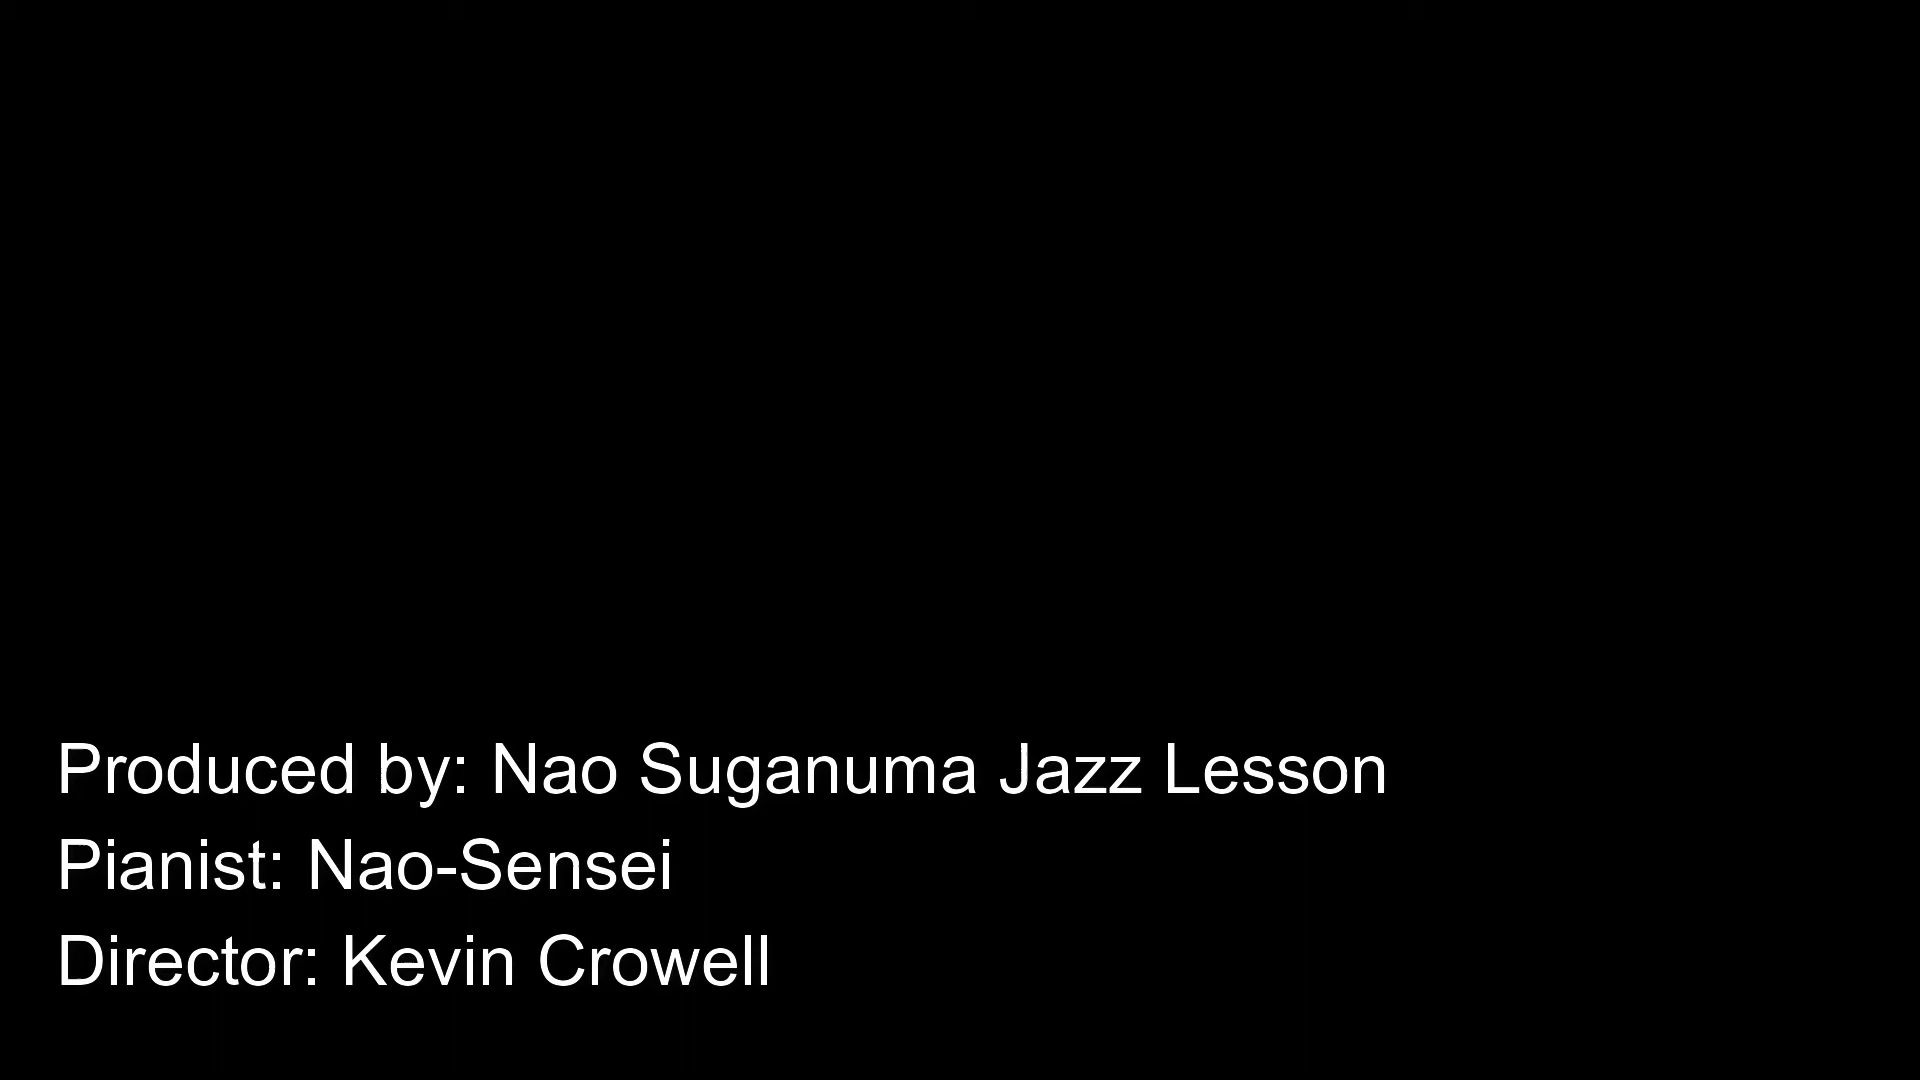 Produced by: Nao Suganuma Jazz Lesson
Pianist: Nao-Sensei
Director: Kevin Crowell